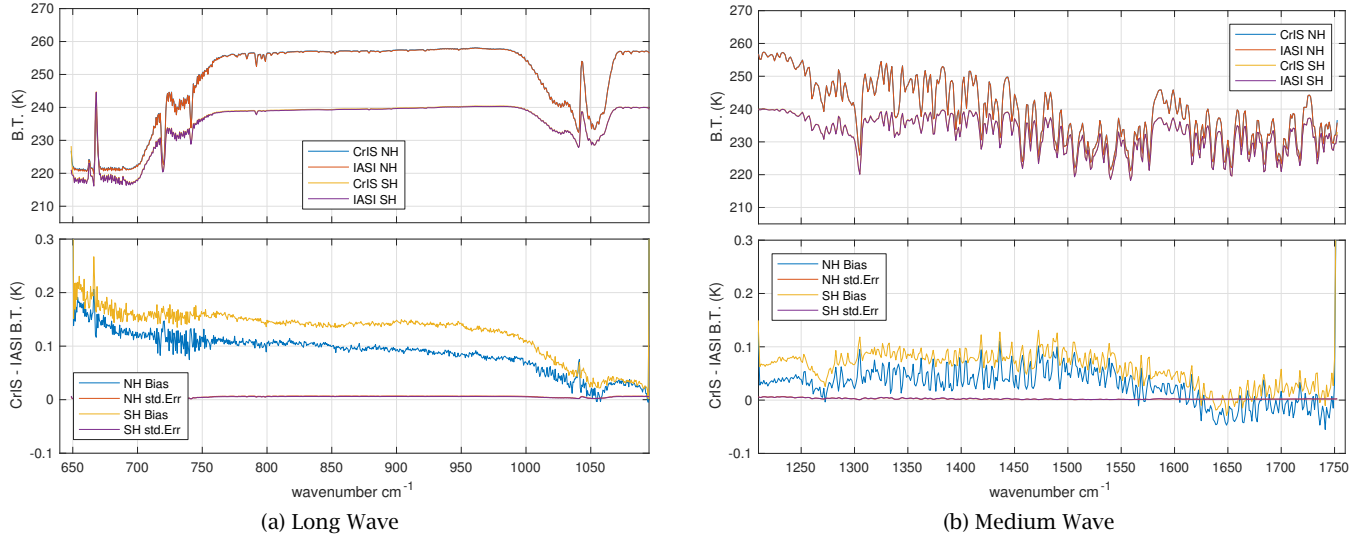 270
260
250
240
230
220
210
B.T. (K)
CrIS NH
IASI NH
CrIS SH
IASI SH
0.3
0.2
0.1
0
-0.1
CrIS - IASI B.T. (K)
NH Bias
NH std.Err
SH Bias
SH std.Err
650 700 750 800 850 900 950 1000 1050
wavenumber cm⁻¹
(a) Long Wave
270
260
250
240
230
220
210
B.T. (K)
CrIS NH
IASI NH
CrIS SH
IASI SH
0.3
0.2
0.1
0
-0.1
CrIS - IASI B.T. (K)
NH Bias
NH std.Err
SH Bias
SH std.Err
1250 1300 1350 1400 1450 1500 1550 1600 1650 1700 1750
wavenumber cm⁻¹
(b) Medium Wave